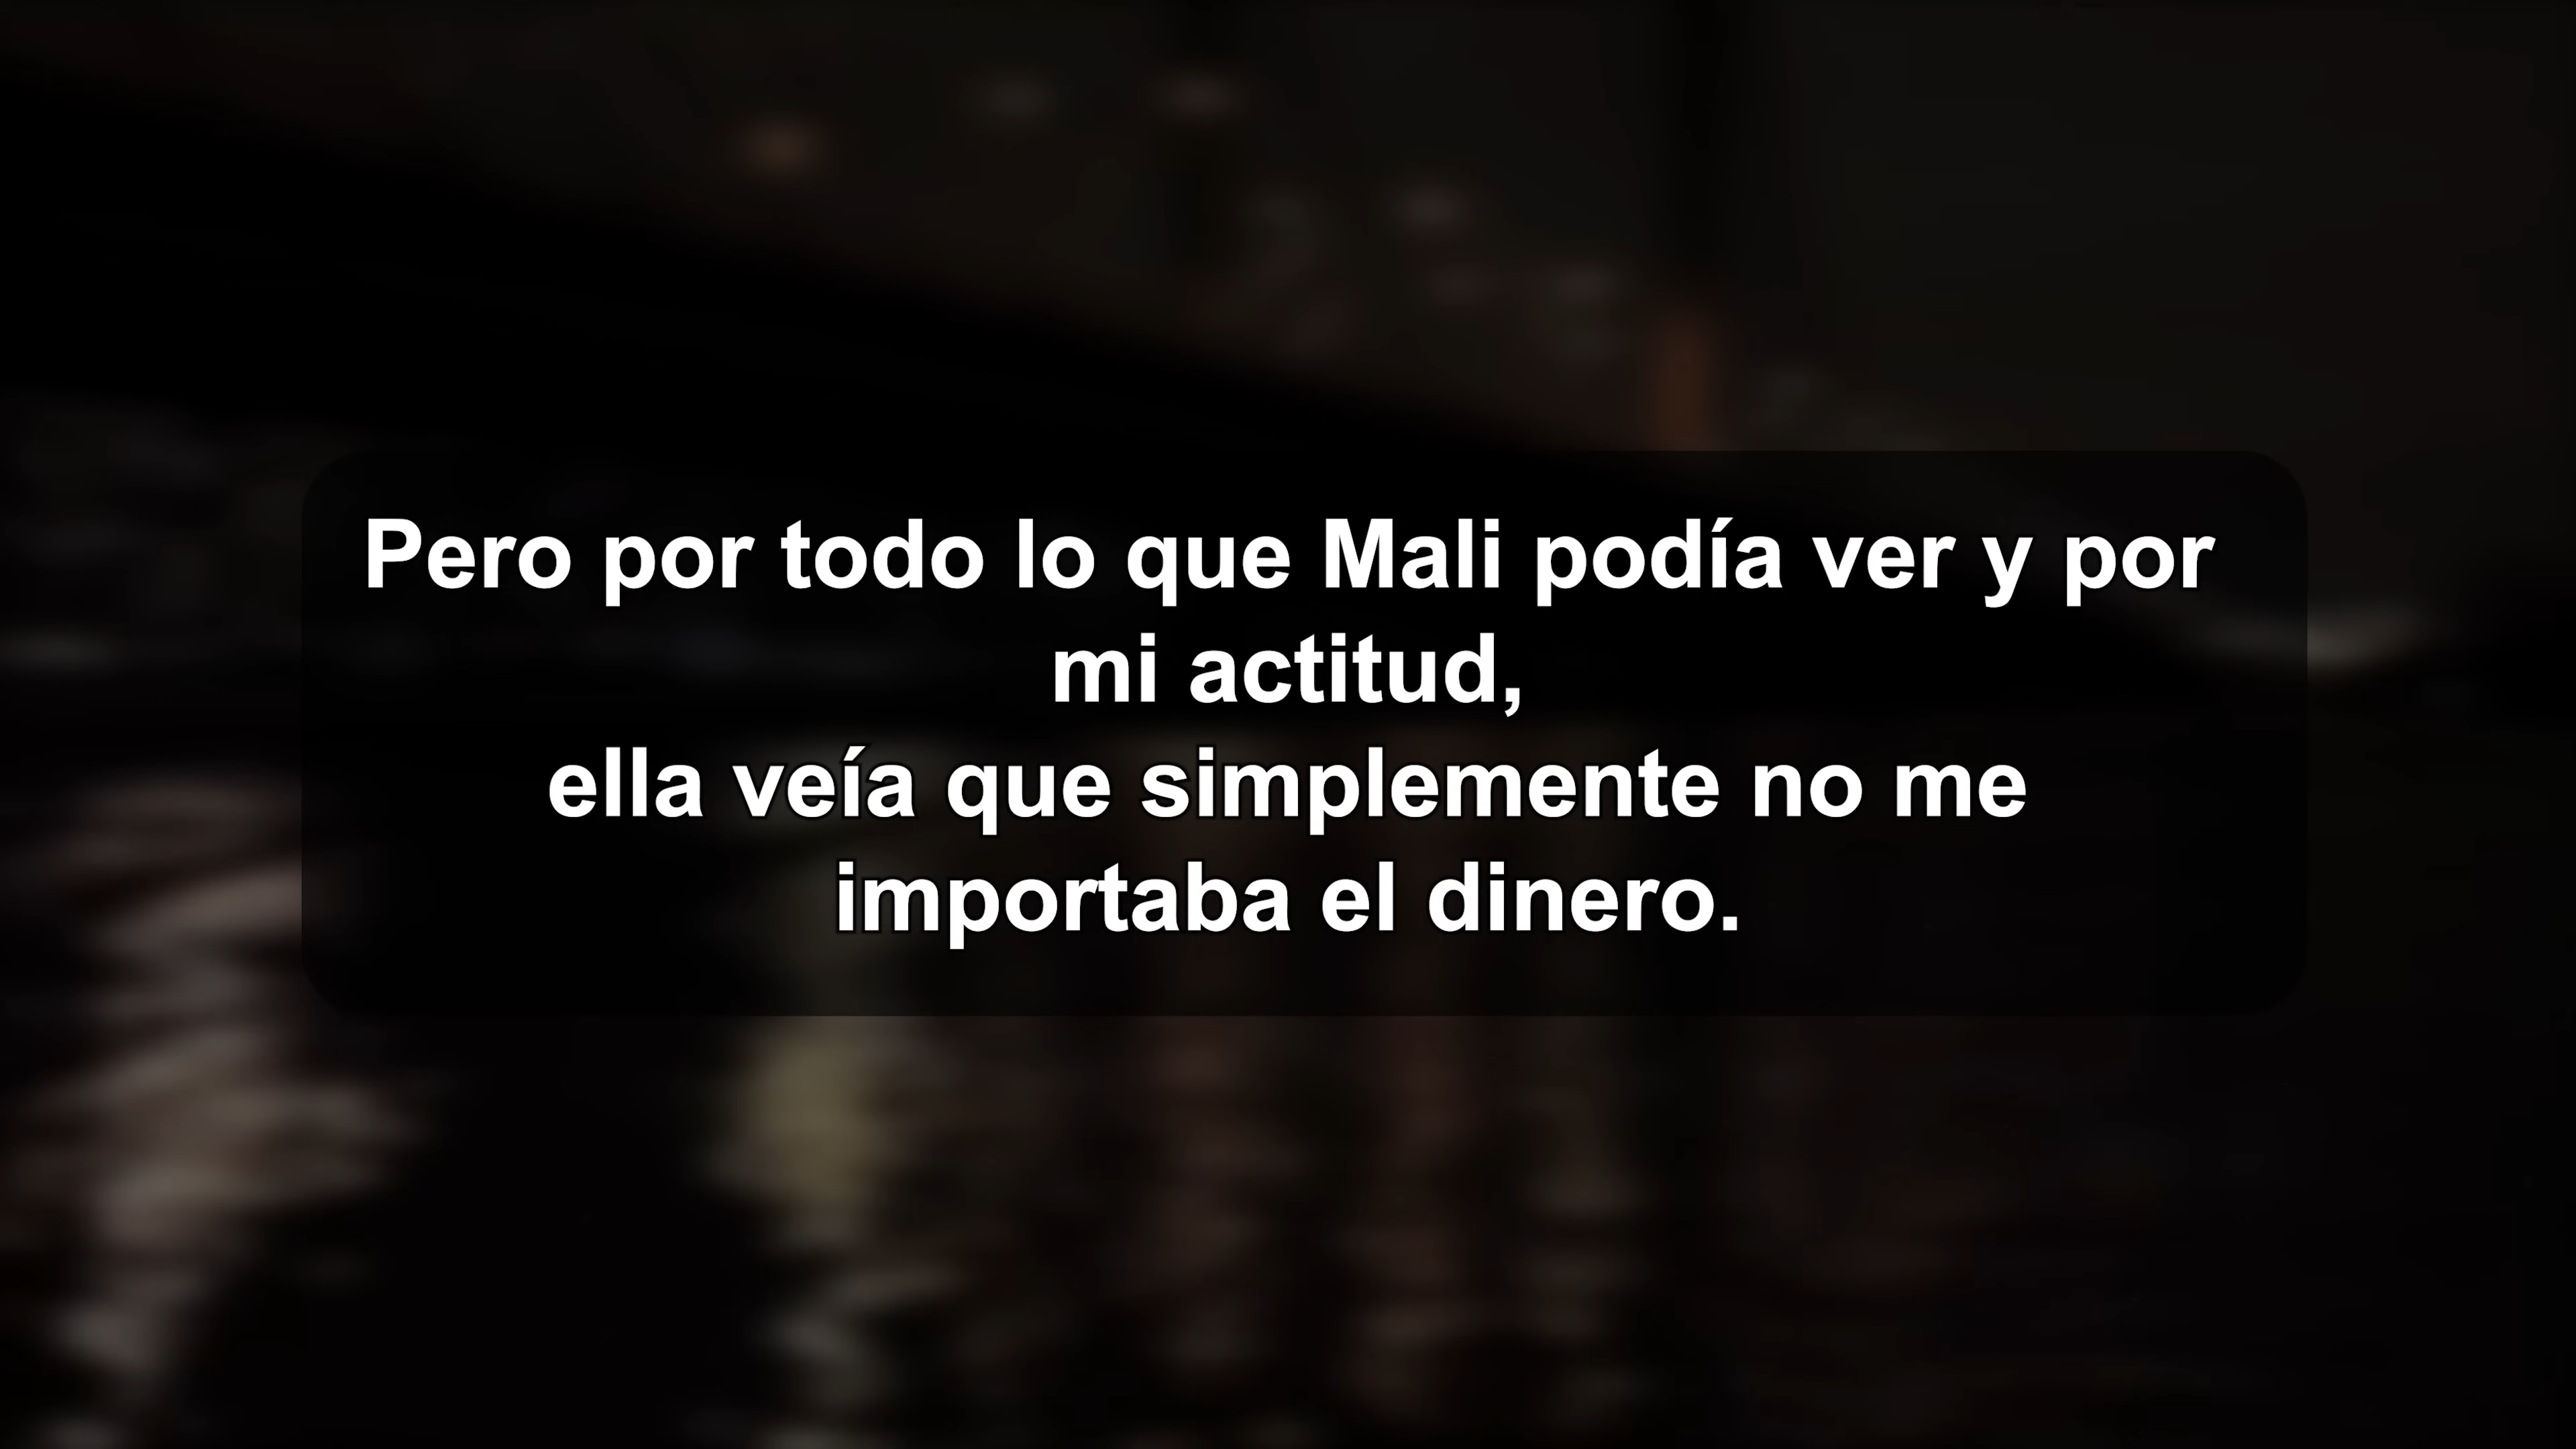 Pero por todo lo que Mali podía ver y por
mi actitud,
ella veía que simplemente no me
importaba el dinero.